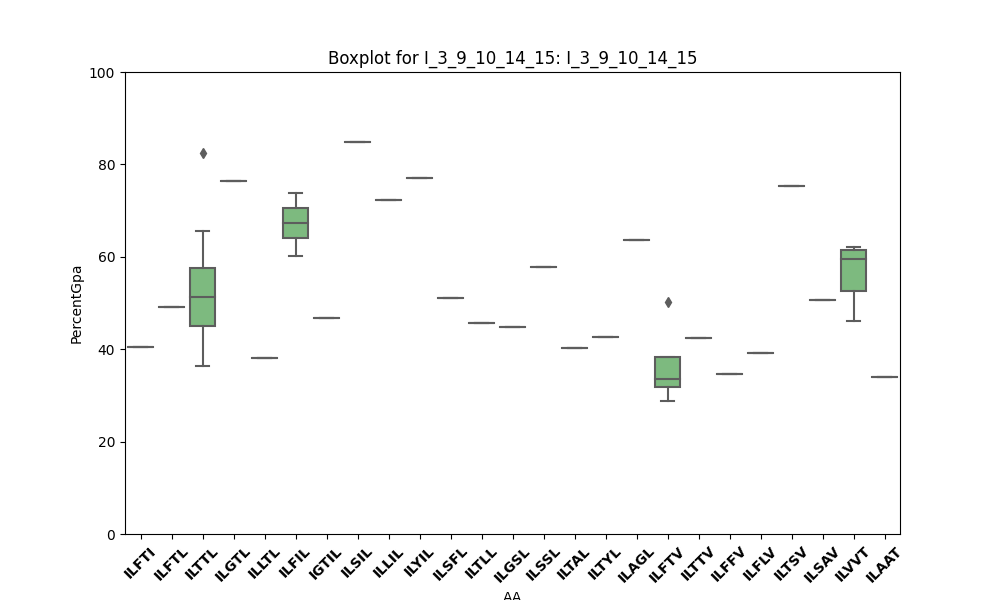 Boxplot for I_3_9_10_14_15: I_3_9_10_14_15
100
80
60
40
20
0
PercentGpa
ILFTI ILFTL ILTTL ILGTL ILLTL ILFIL IGTIL ILSIL ILLIL ILYIL ILSFL ILTLL ILGSL ILSSL ILTAL ILTYL ILAGL ILFTV ILTTV ILFFV ILFLV ILTSV ILSAV ILVVT ILAAT
AA